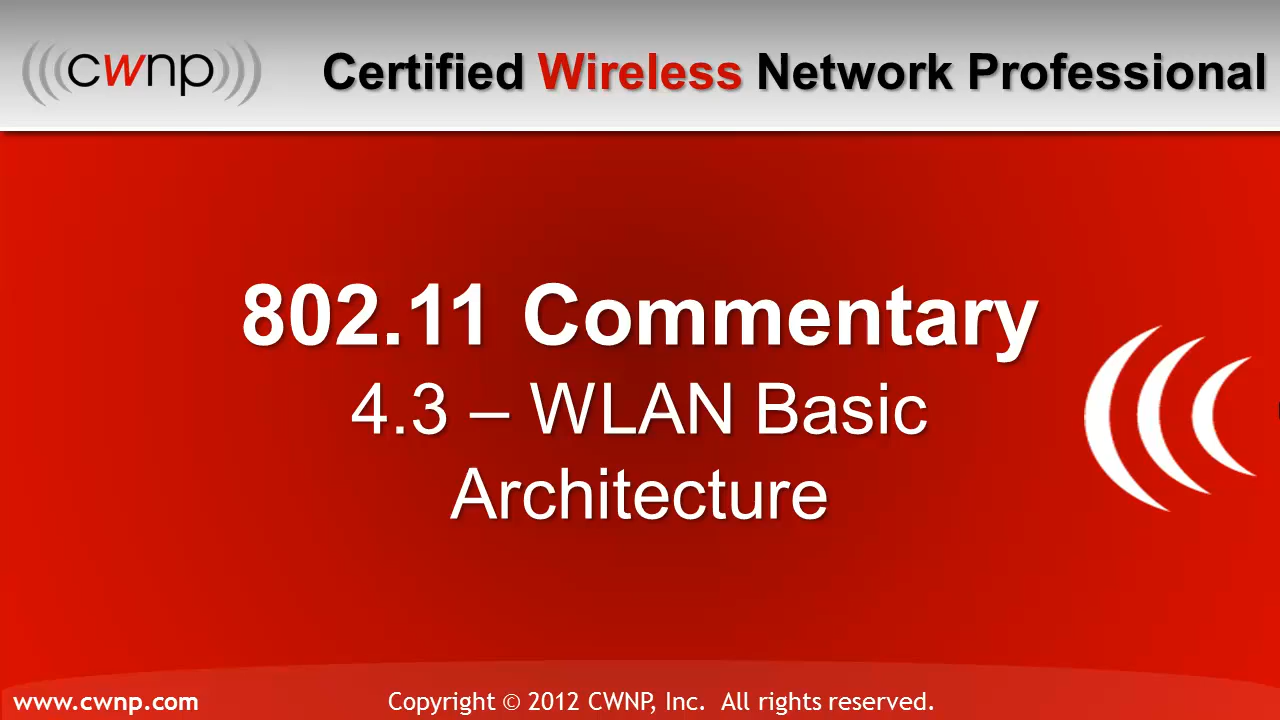 (((cwnp)))
Certified Wireless Network Professional
802.11 Commentary
4.3 – WLAN Basic
Architecture
www.cwnp.com
Copyright © 2012 CWNP, Inc.  All rights reserved.